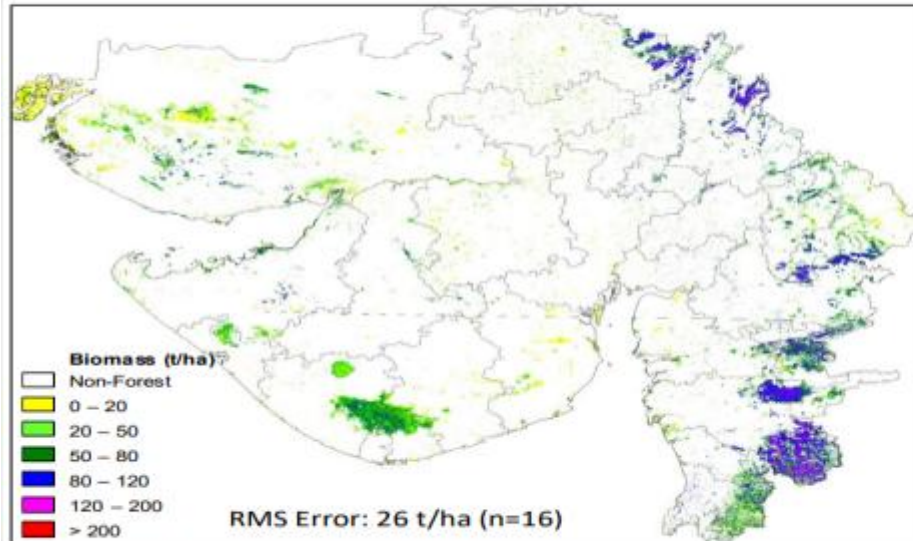 Biomass (t/ha)
Non-Forest
0 – 20
20 – 50
50 – 80
80 – 120
120 – 200
> 200
RMS Error: 26 t/ha (n=16)